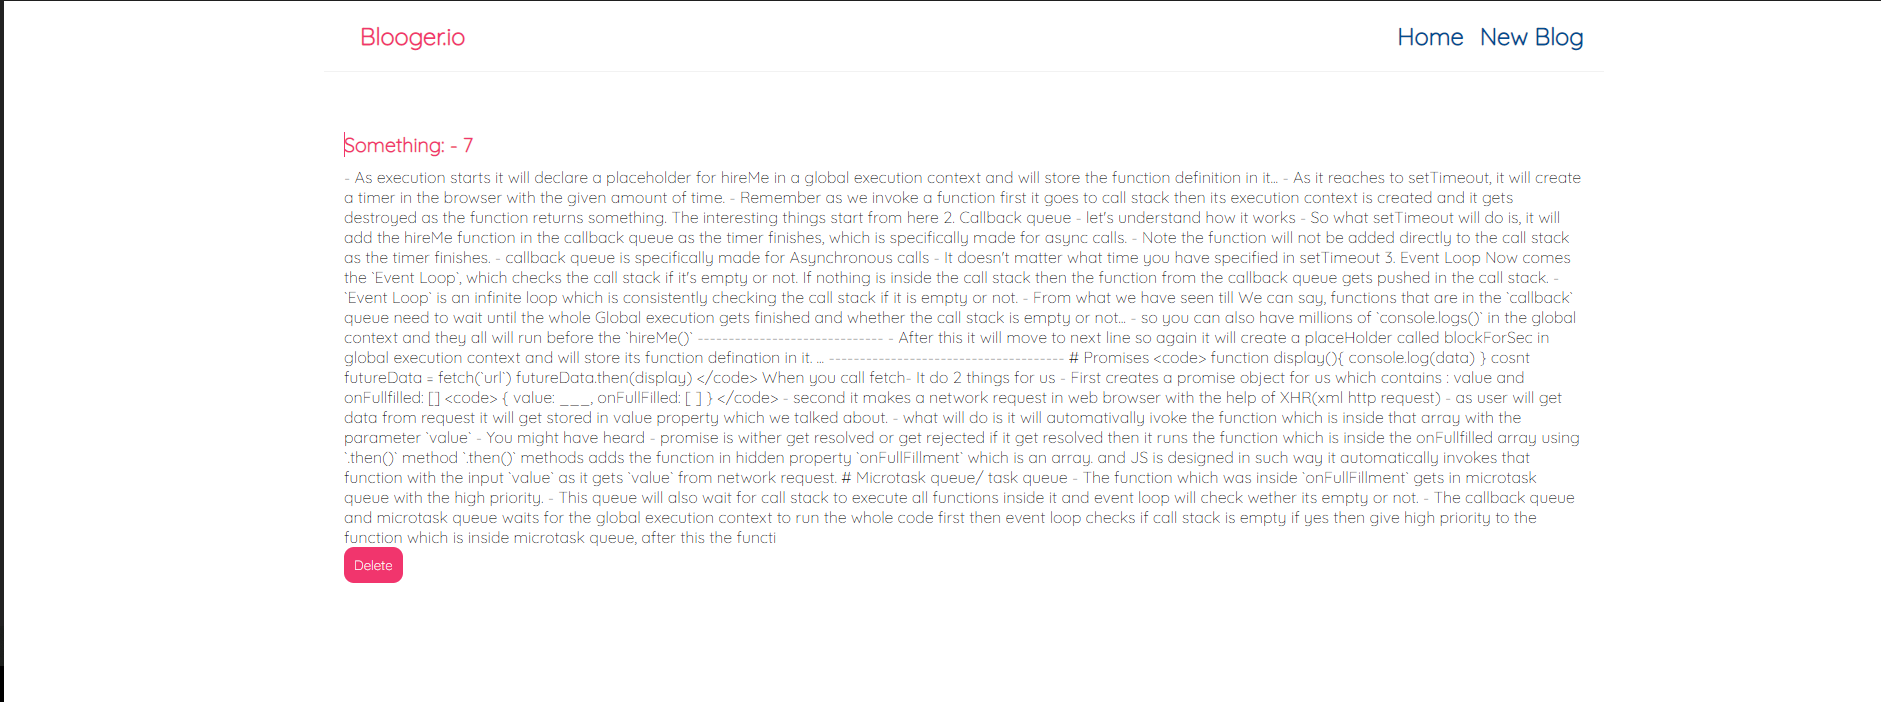 Blooger.io
Home New Blog
Something: - 7
- As execution starts it will declare a placeholder for hireMe in a global execution context and will store the function definition in it... - As it reaches to setTimeout, it will create
a timer in the browser with the given amount of time. - Remember as we invoke a function first it goes to call stack then its execution context is created and it gets
destroyed as the function returns something. The interesting things start from here 2. Callback queue - let's understand how it works - So what setTimeout will do is, it will
add the hireMe function in the callback queue as the timer finishes, which is specifically made for async calls. - Note the function will not be added directly to the call stack
as the timer finishes. - callback queue is specifically made for Asynchronous calls - It doesn't matter what time you have specified in setTimeout 3. Event Loop Now comes
the `Event Loop`, which checks the call stack if it's empty or not. If nothing is inside the call stack then the function from the callback queue gets pushed in the call stack. -
`Event Loop` is an infinite loop which is consistently checking the call stack if it is empty or not. - From what we have seen till We can say, functions that are in the `callback`
queue need to wait until the whole Global execution gets finished and whether the call stack is empty or not... - so you can also have millions of `console.logs()` in the global
context and they all will run before the `hireMe()` ------------------------------ - After this it will move to next line so again it will create a placeHolder called blockForSec in
global execution context and will store its function defination in it. ... -------------------------------------- # Promises <code> function display(){ console.log(data) } cosnt
futureData = fetch(`url`) futureData.then(display) </code> When you call fetch- It do 2 things for us - First creates a promise object for us which contains : value and
onFullfilled: [] <code> { value: ___, onFullFilled: [ ] } </code> - second it makes a network request in web browser with the help of XHR(xml http request) - as user will get
data from request it will get stored in value property which we talked about. - what will do is it will automativally ivoke the function which is inside that array with the
parameter `value` - You might have heard - promise is wither get resolved or get rejected if it get resolved then it runs the function which is inside the onFullfilled array using
`.then()` method `.then()` methods adds the function in hidden property `onFullFillment` which is an array. and JS is designed in such way it automatically invokes that
function with the input `value` as it gets `value` from network request. # Microtask queue/ task queue - The function which was inside `onFullFillment` gets in microtask
queue with the high priority. - This queue will also wait for call stack to execute all functions inside it and event loop will check wether its empty or not. - The callback queue
and microtask queue waits for the global execution context to run the whole code first then event loop checks if call stack is empty if yes then give high priority to the
function which is inside microtask queue, after this the functi
Delete